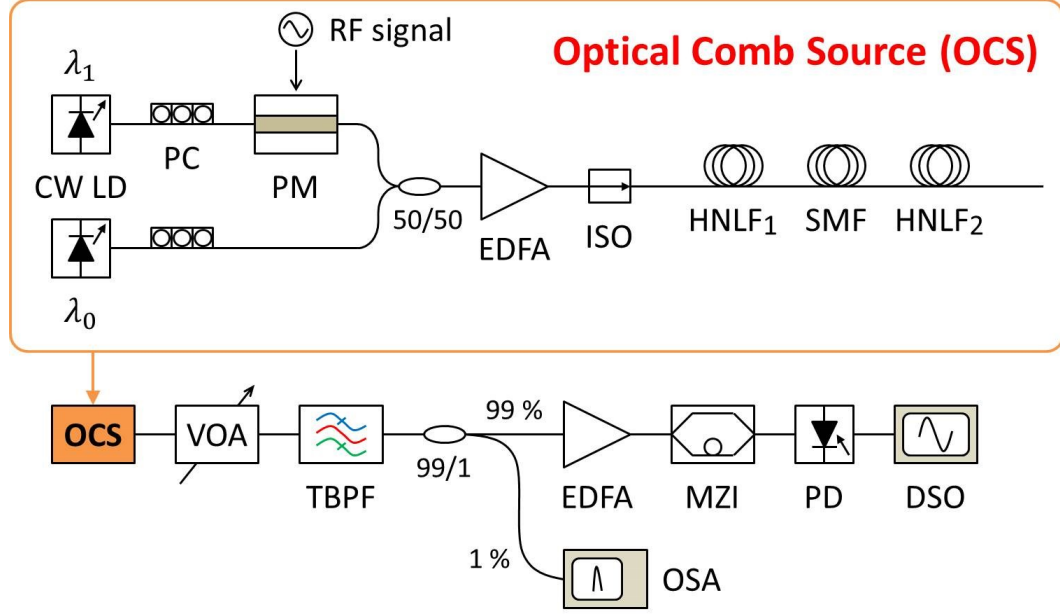 RF signal
Optical Comb Source (OCS)
λ1
PC
CW LD
PM
50/50
EDFA
ISO
HNLF1
SMF
HNLF2
λ0
OCS
VOA
TBPF
99/1
99 %
EDFA
MZI
PD
DSO
1 %
OSA